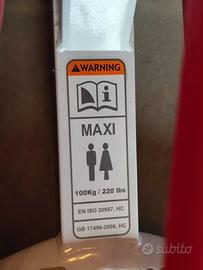 WARNING
MAXI
100Kg / 220 lbs
EN ISO 20957, HC
GB 17498-2008, HC
subito